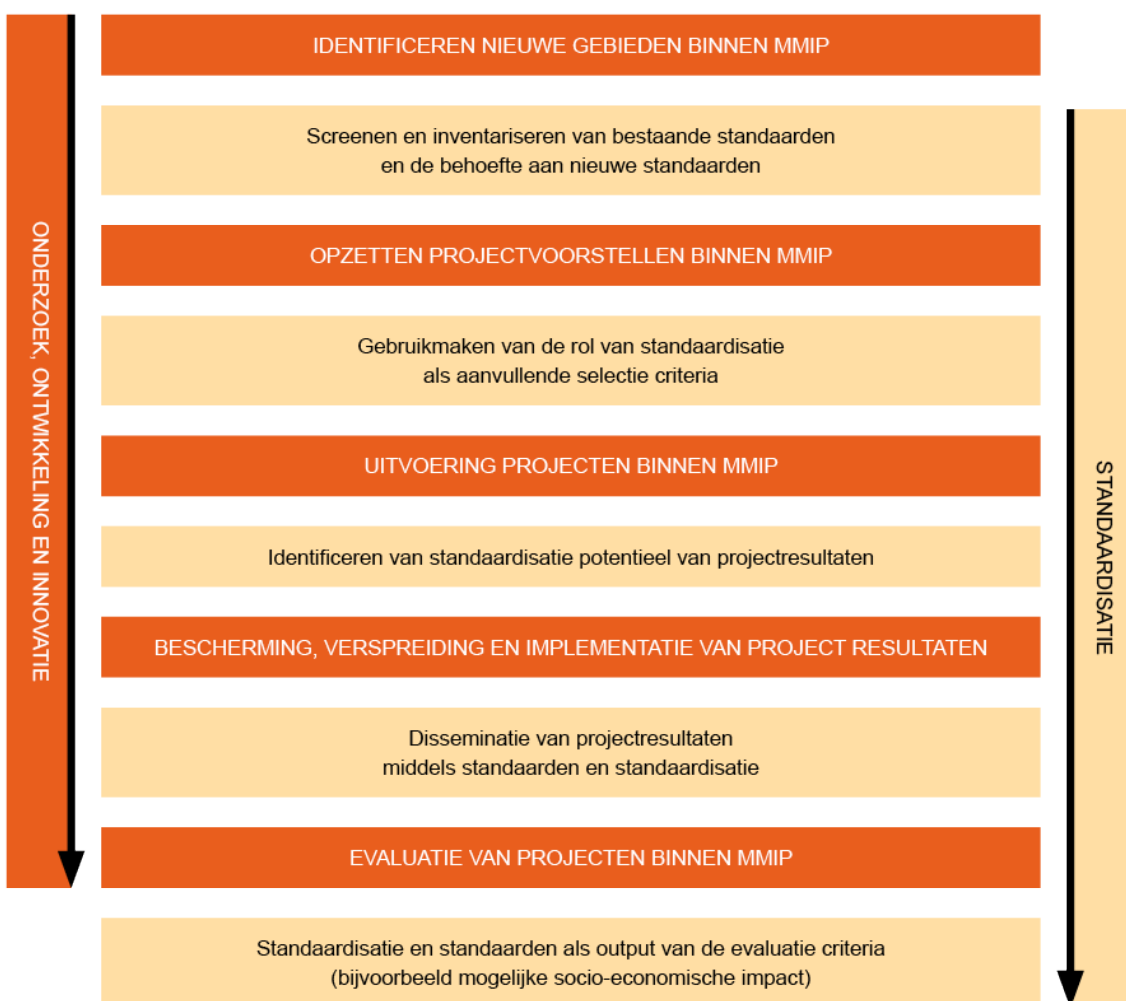 IDENTIFICEREN NIEUWE GEBIEDEN BINNEN MMIP
Screenen en inventariseren van bestaande standaarden
en de behoefte aan nieuwe standaarden
OPZETTEN PROJECTVOORSTELLEN BINNEN MMIP
Gebruikmaken van de rol van standaardisatie
als aanvullende selectie criteria
UITVOERING PROJECTEN BINNEN MMIP
Identificeren van standaardisatie potentieel van projectresultaten
BESCHERMING, VERSPREIDING EN IMPLEMENTATIE VAN PROJECT RESULTATEN
Disseminatie van projectresultaten
middels standaarden en standaardisatie
EVALUATIE VAN PROJECTEN BINNEN MMIP
Standaardisatie en standaarden als output van de evaluatie criteria
(bijvoorbeeld mogelijke socio-economische impact)
ONDERZOEK, ONTWIKKELING EN INNOVATIE
STANDAARDISATIE